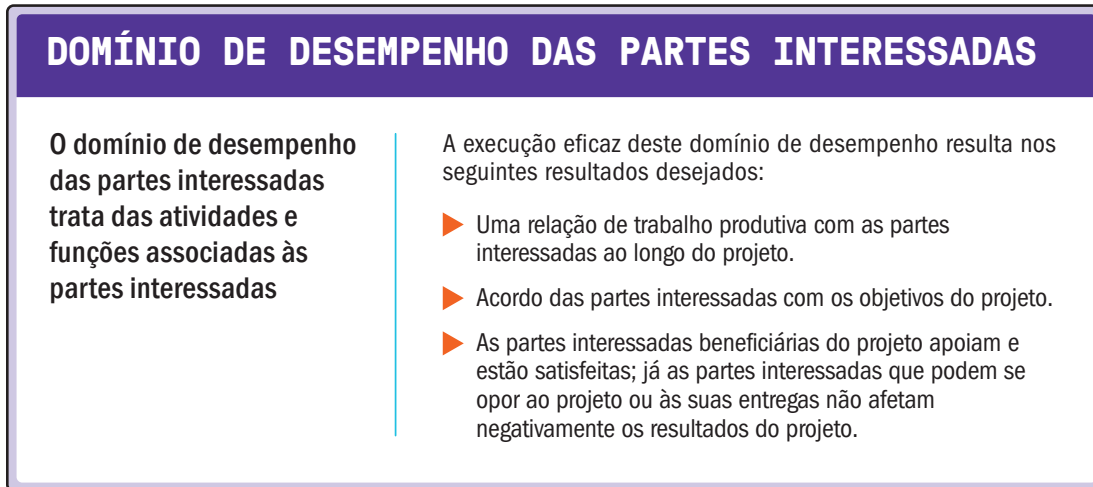 DOMÍNIO DE DESEMPENHO DAS PARTES INTERESSADAS
O domínio de desempenho
das partes interessadas
trata das atividades e
funções associadas às
partes interessadas
A execução eficaz deste domínio de desempenho resulta nos
seguintes resultados desejados:
Uma relação de trabalho produtiva com as partes
interessadas ao longo do projeto.
Acordo das partes interessadas com os objetivos do projeto.
As partes interessadas beneficiárias do projeto apoiam e
estão satisfeitas; já as partes interessadas que podem se
opor ao projeto ou às suas entregas não afetam
negativamente os resultados do projeto.